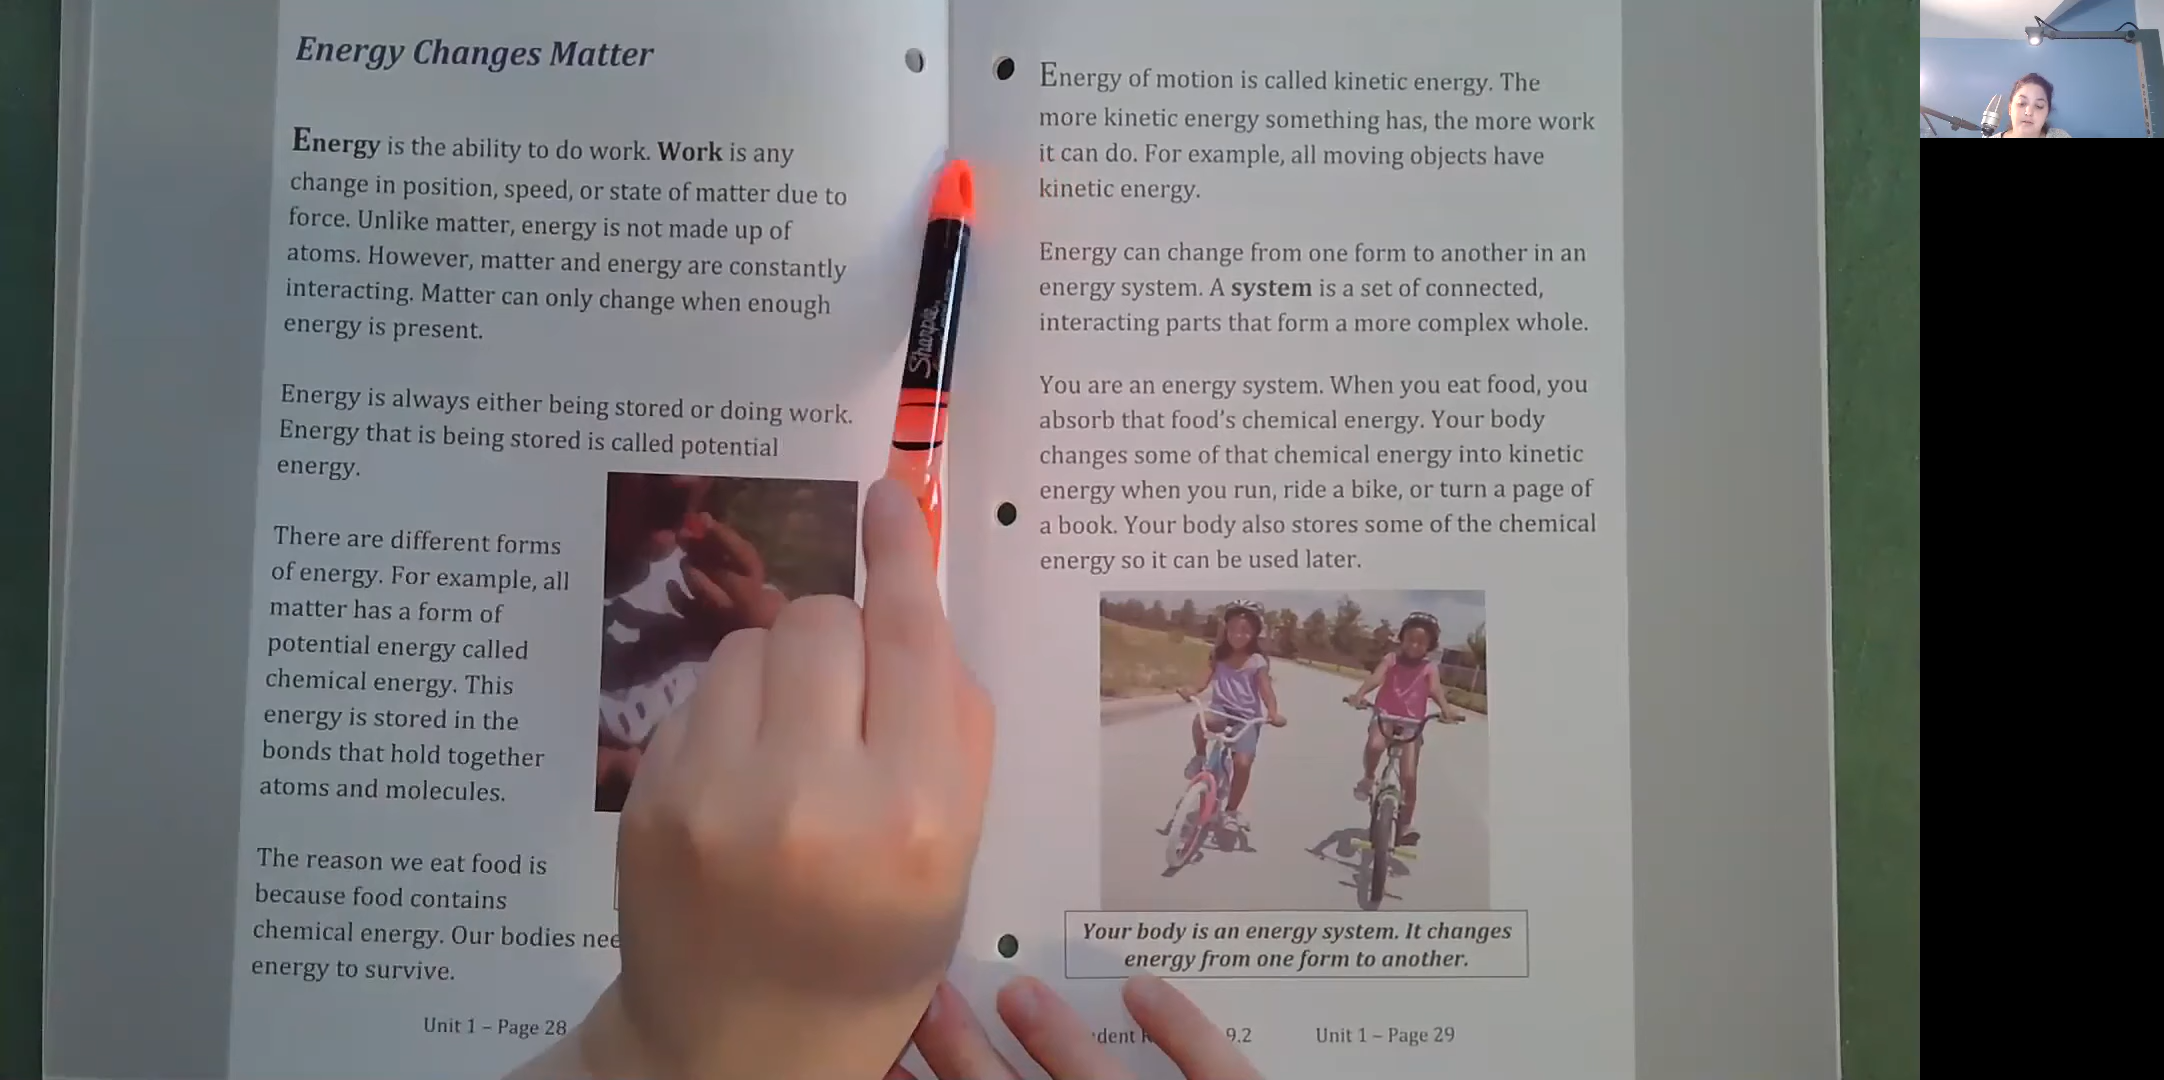 Energy Changes Matter
Energy is the ability to do work. Work is any
change in position, speed, or state of matter due to
force. Unlike matter, energy is not made up of
atoms. However, matter and energy are constantly
interacting. Matter can only change when enough
energy is present.
Energy is always either being stored or doing work.
Energy that is being stored is called potential
energy.
There are different forms
of energy. For example, all
matter has a form of
potential energy called
chemical energy. This
energy is stored in the
bonds that hold together
atoms and molecules.
The reason we eat food is
because food contains
chemical energy. Our bodies nee
energy to survive.
Unit 1 – Page 28
Sharpie
Energy of motion is called kinetic energy. The
more kinetic energy something has, the more work
it can do. For example, all moving objects have
kinetic energy.
Energy can change from one form to another in an
energy system. A system is a set of connected,
interacting parts that form a more complex whole.
You are an energy system. When you eat food, you
absorb that food's chemical energy. Your body
changes some of that chemical energy into kinetic
energy when you run, ride a bike, or turn a page of
a book. Your body also stores some of the chemical
energy so it can be used later.
Your body is an energy system. It changes
energy from one form to another.
dent 9.2 Unit 1 – Page 29